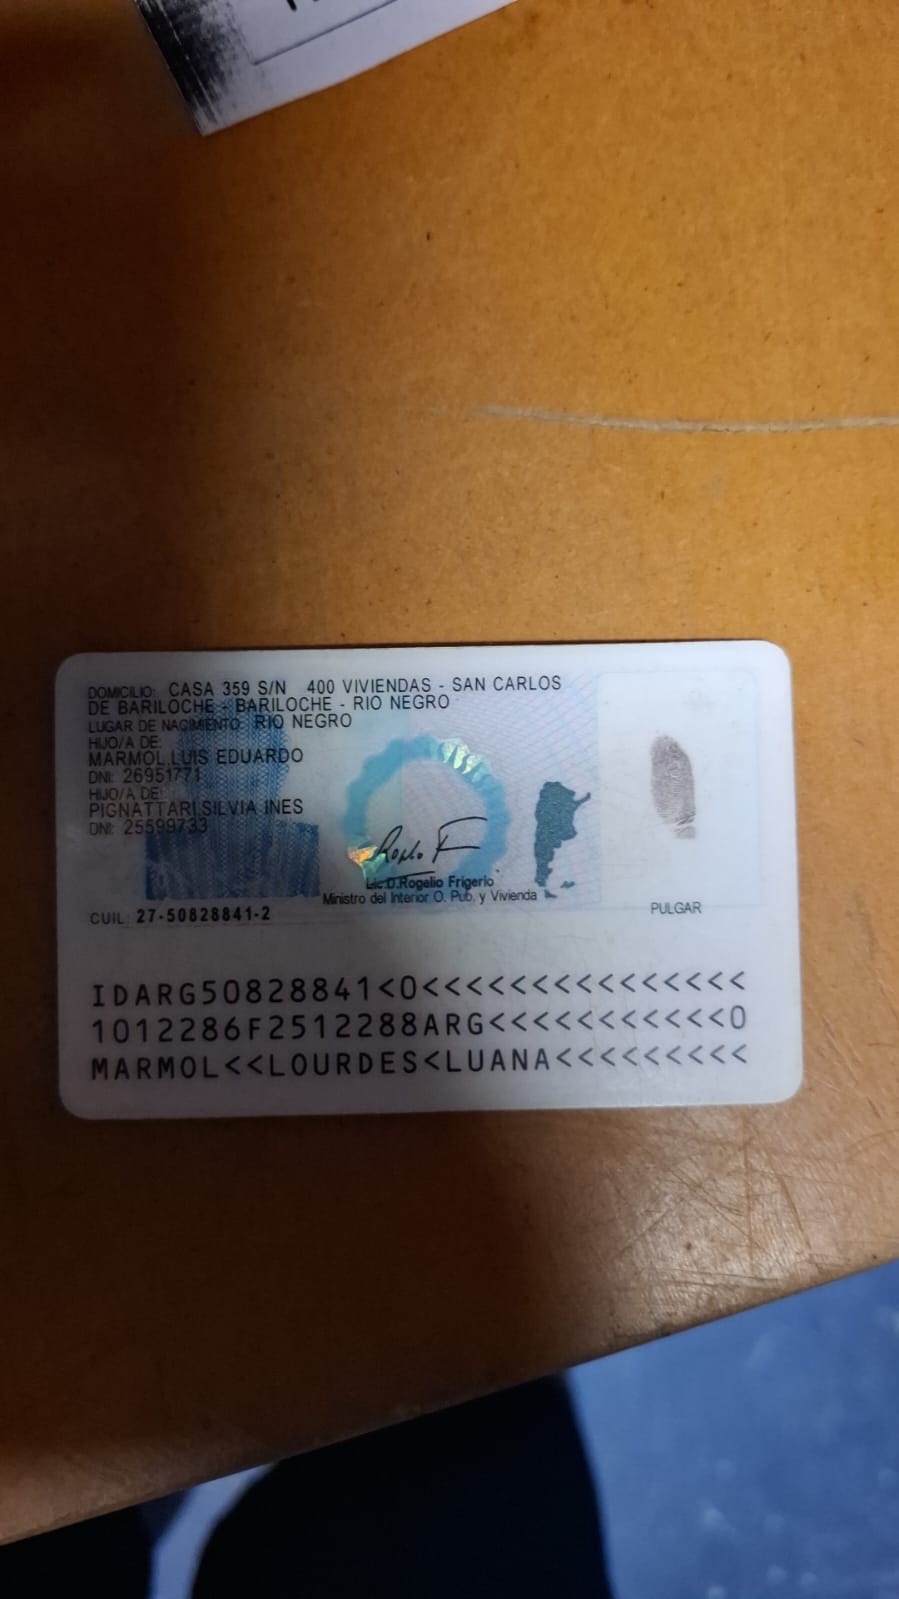 DOMICILIO: CASA 359 S/N 400 VIVIENDAS - SAN CARLOS
DE BARILOCHE - BARILOCHE - RIO NEGRO
LUGAR DE NACIMIENTO: RIO NEGRO
HIJO/A DE:
MARMOL,LUIS EDUARDO
DNI: 26951771
HIJO/A DE:
PIGNATTARI,SILVIA INES
DNI: 25599733
Lic.D.Rogelio Frigerio
Ministro del Interior O. Pub. y Vivienda
CUIL: 27-50828841-2
PULGAR
IDARG50828841<0<<<<<<<<<<<<<<<
1012286F2512288ARG<<<<<<<<<<<0
MARMOL<<LOURDES<LUANA<<<<<<<<<